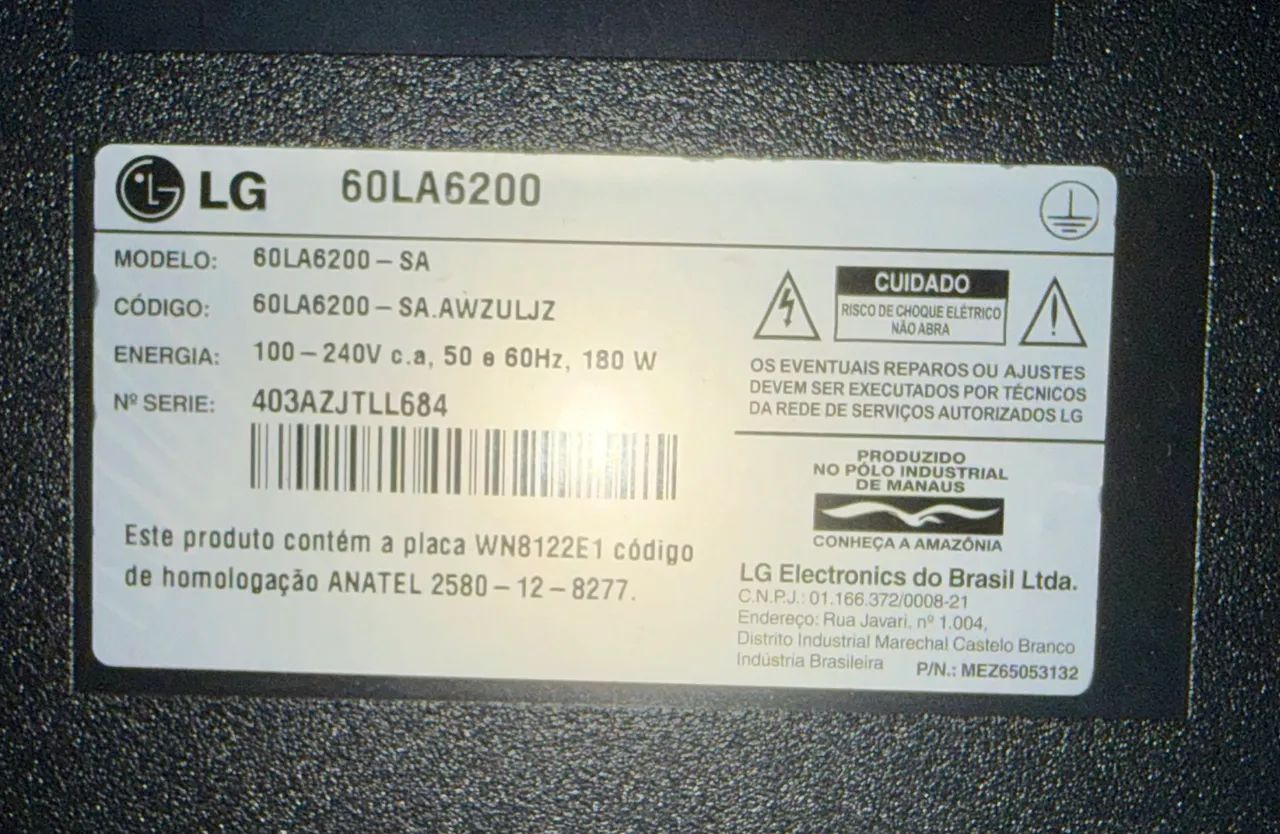 LG 60LA6200
MODELO: 60LA6200-SA
CÓDIGO: 60LA6200-SA.AWZULJZ
ENERGIA: 100-240V c.a, 50 e 60Hz, 180 W
Nº SERIE: 403AZJTLL684
Este produto contém a placa WN8122E1 código
de homologação ANATEL 2580-12-8277.
CUIDADO
RISCO DE CHOQUE ELÉTRICO
NÃO ABRA
OS EVENTUAIS REPAROS OU AJUSTES
DEVEM SER EXECUTADOS POR TÉCNICOS
DA REDE DE SERVIÇOS AUTORIZADOS LG
PRODUZIDO
NO PÓLO INDUSTRIAL
DE MANAUS
CONHEÇA A AMAZÔNIA
LG Electronics do Brasil Ltda.
C.N.P.J.: 01.166.372/0008-21
Endereço: Rua Javari, nº 1.004,
Distrito Industrial Marechal Castelo Branco
Indústria Brasileira P/N.: MEZ65053132